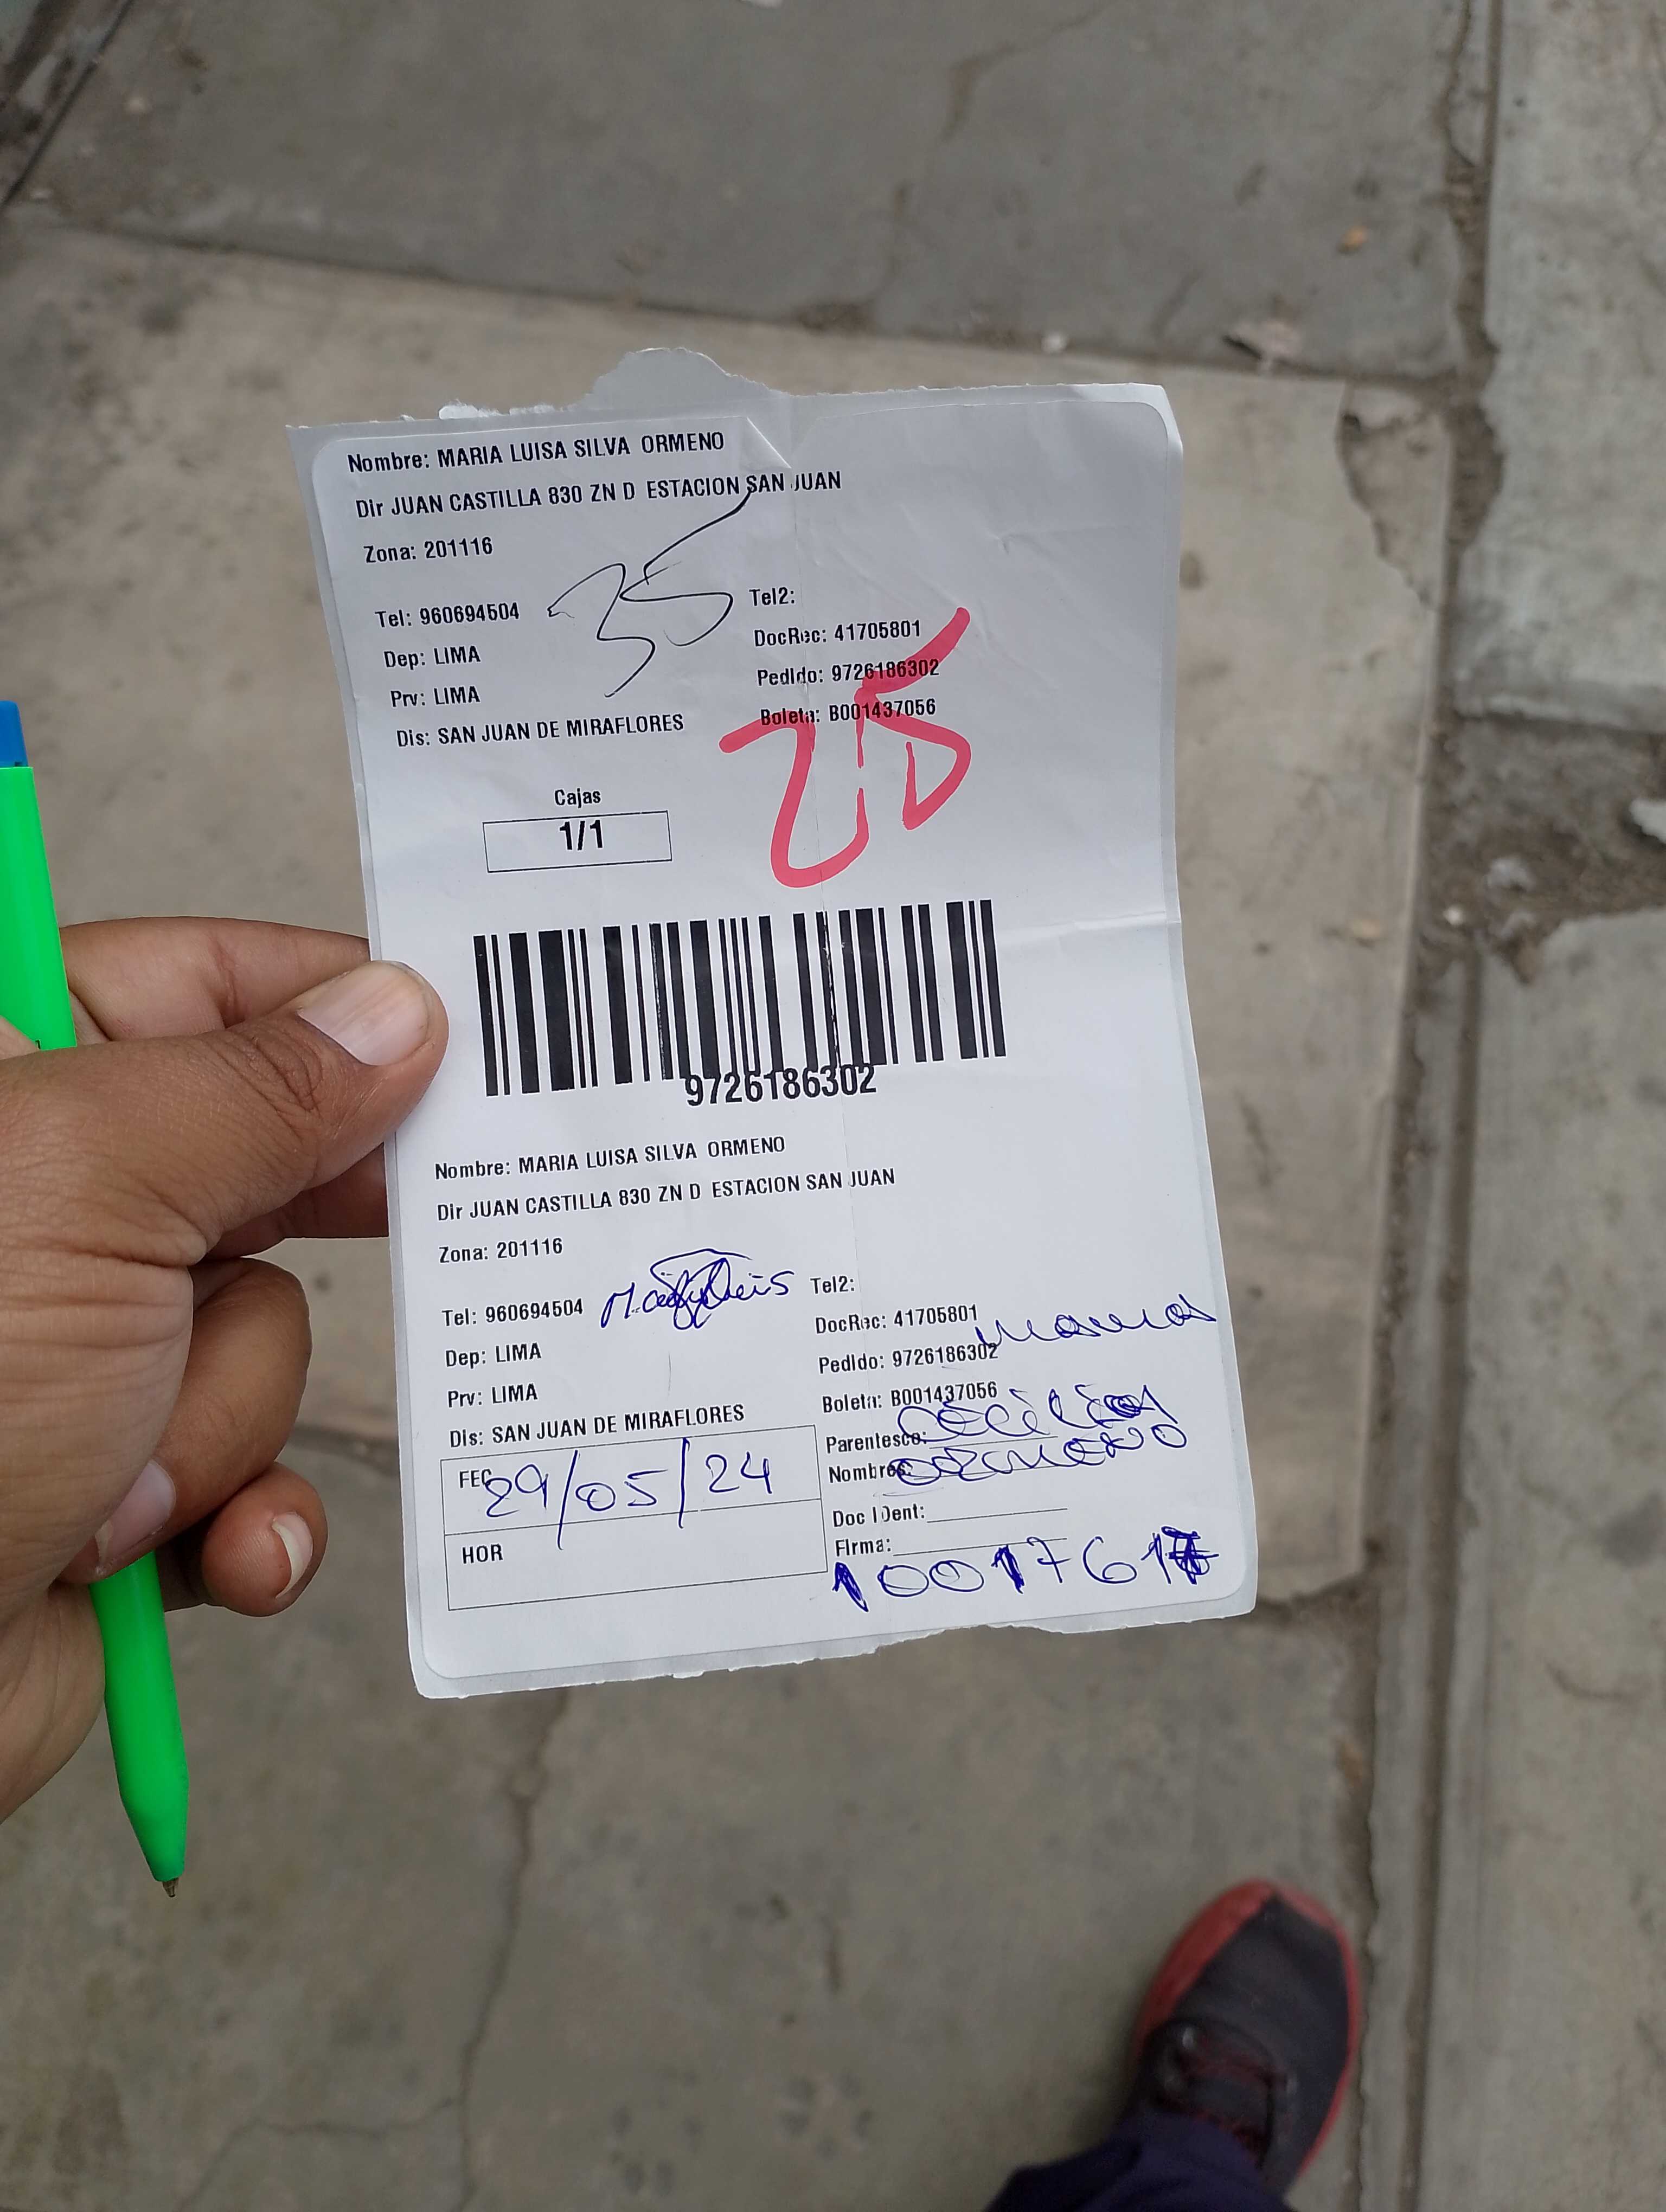 Nombre: MARIA LUISA SILVA ORMENO
Dir JUAN CASTILLA 830 ZN D ESTACION SAN JUAN
Zona: 201116
35
Tel: 960694504
Tel2:
Dep: LIMA
DocRec: 41705801
Prv: LIMA
Pedido: 9726186302
Dis: SAN JUAN DE MIRAFLORES
Boleta: B001437056
25
Cajas
1/1
9726186302
Nombre: MARIA LUISA SILVA ORMENO
Dir JUAN CASTILLA 830 ZN D ESTACION SAN JUAN
Zona: 201116
Tel: 960694504
Tel2:
Dep: LIMA
DocRec: 41705801
Prv: LIMA
Pedido: 9726186302
Dis: SAN JUAN DE MIRAFLORES
Boleta: B001437056
Parentesco:
Nombres:
Doc IDent:
Firma:
FEC 29/05/24
HOR